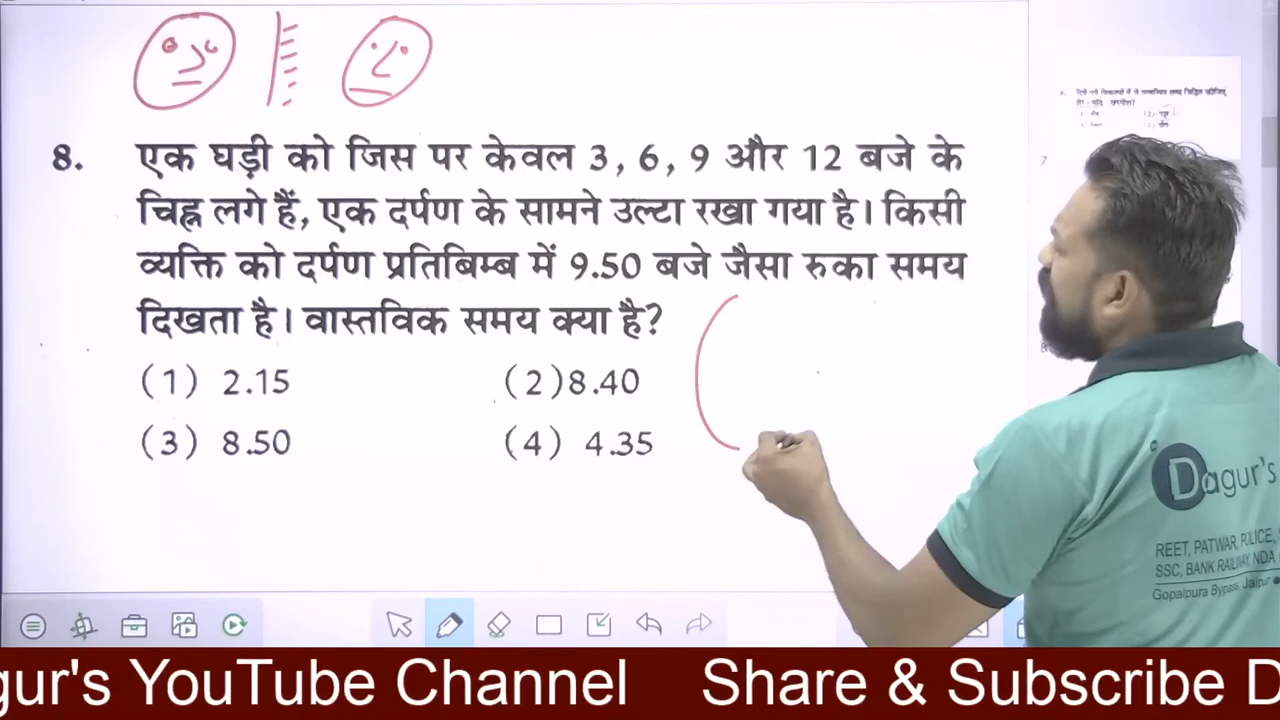 8. एक घड़ी को जिस पर केवल 3, 6, 9 और 12 बजे के
चिह्न लगे हैं, एक दर्पण के सामने उल्टा रखा गया है। किसी
व्यक्ति को दर्पण प्रतिबिम्ब में 9.50 बजे जैसा रुका समय
दिखता है। वास्तविक समय क्या है?
(1) 2.15 (2) 8.40
(3) 8.50 (4) 4.35
Dagur's
REET, PATWAR, POLICE,
SSC, BANK RAILWAY NDA
Gopalpura Bypass, Jaipur
gur's YouTube Channel Share & Subscribe D